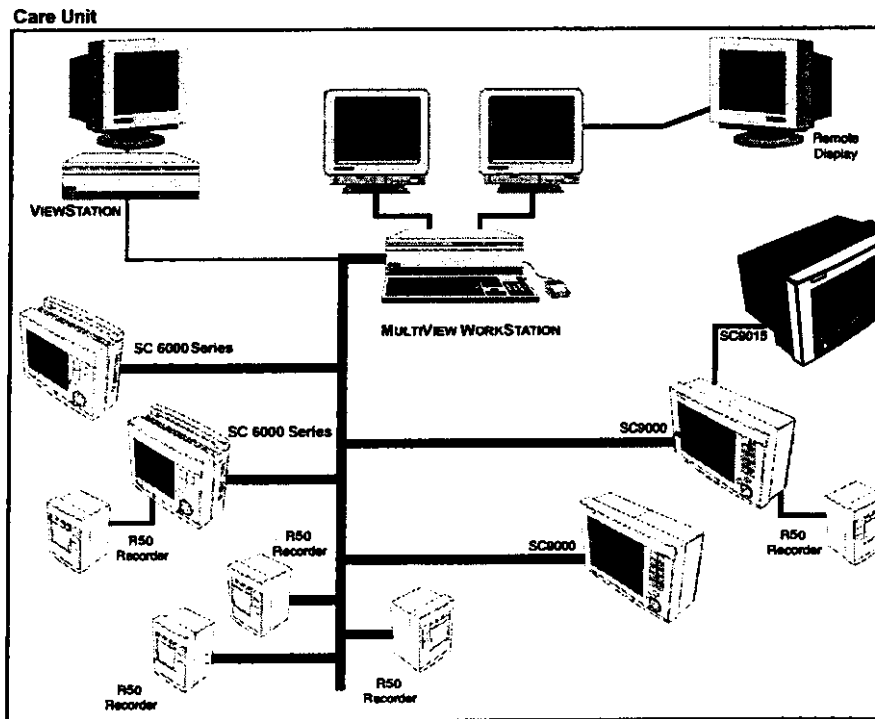 Care Unit
Remote
Display
VIEWSTATION
MULTIVIEW WORKSTATION
SC9015
SC 6000 Series
SC 6000 Series
SC9000
R50
Recorder
R50
Recorder
SC9000
R50
Recorder
R50
Recorder
R50
Recorder